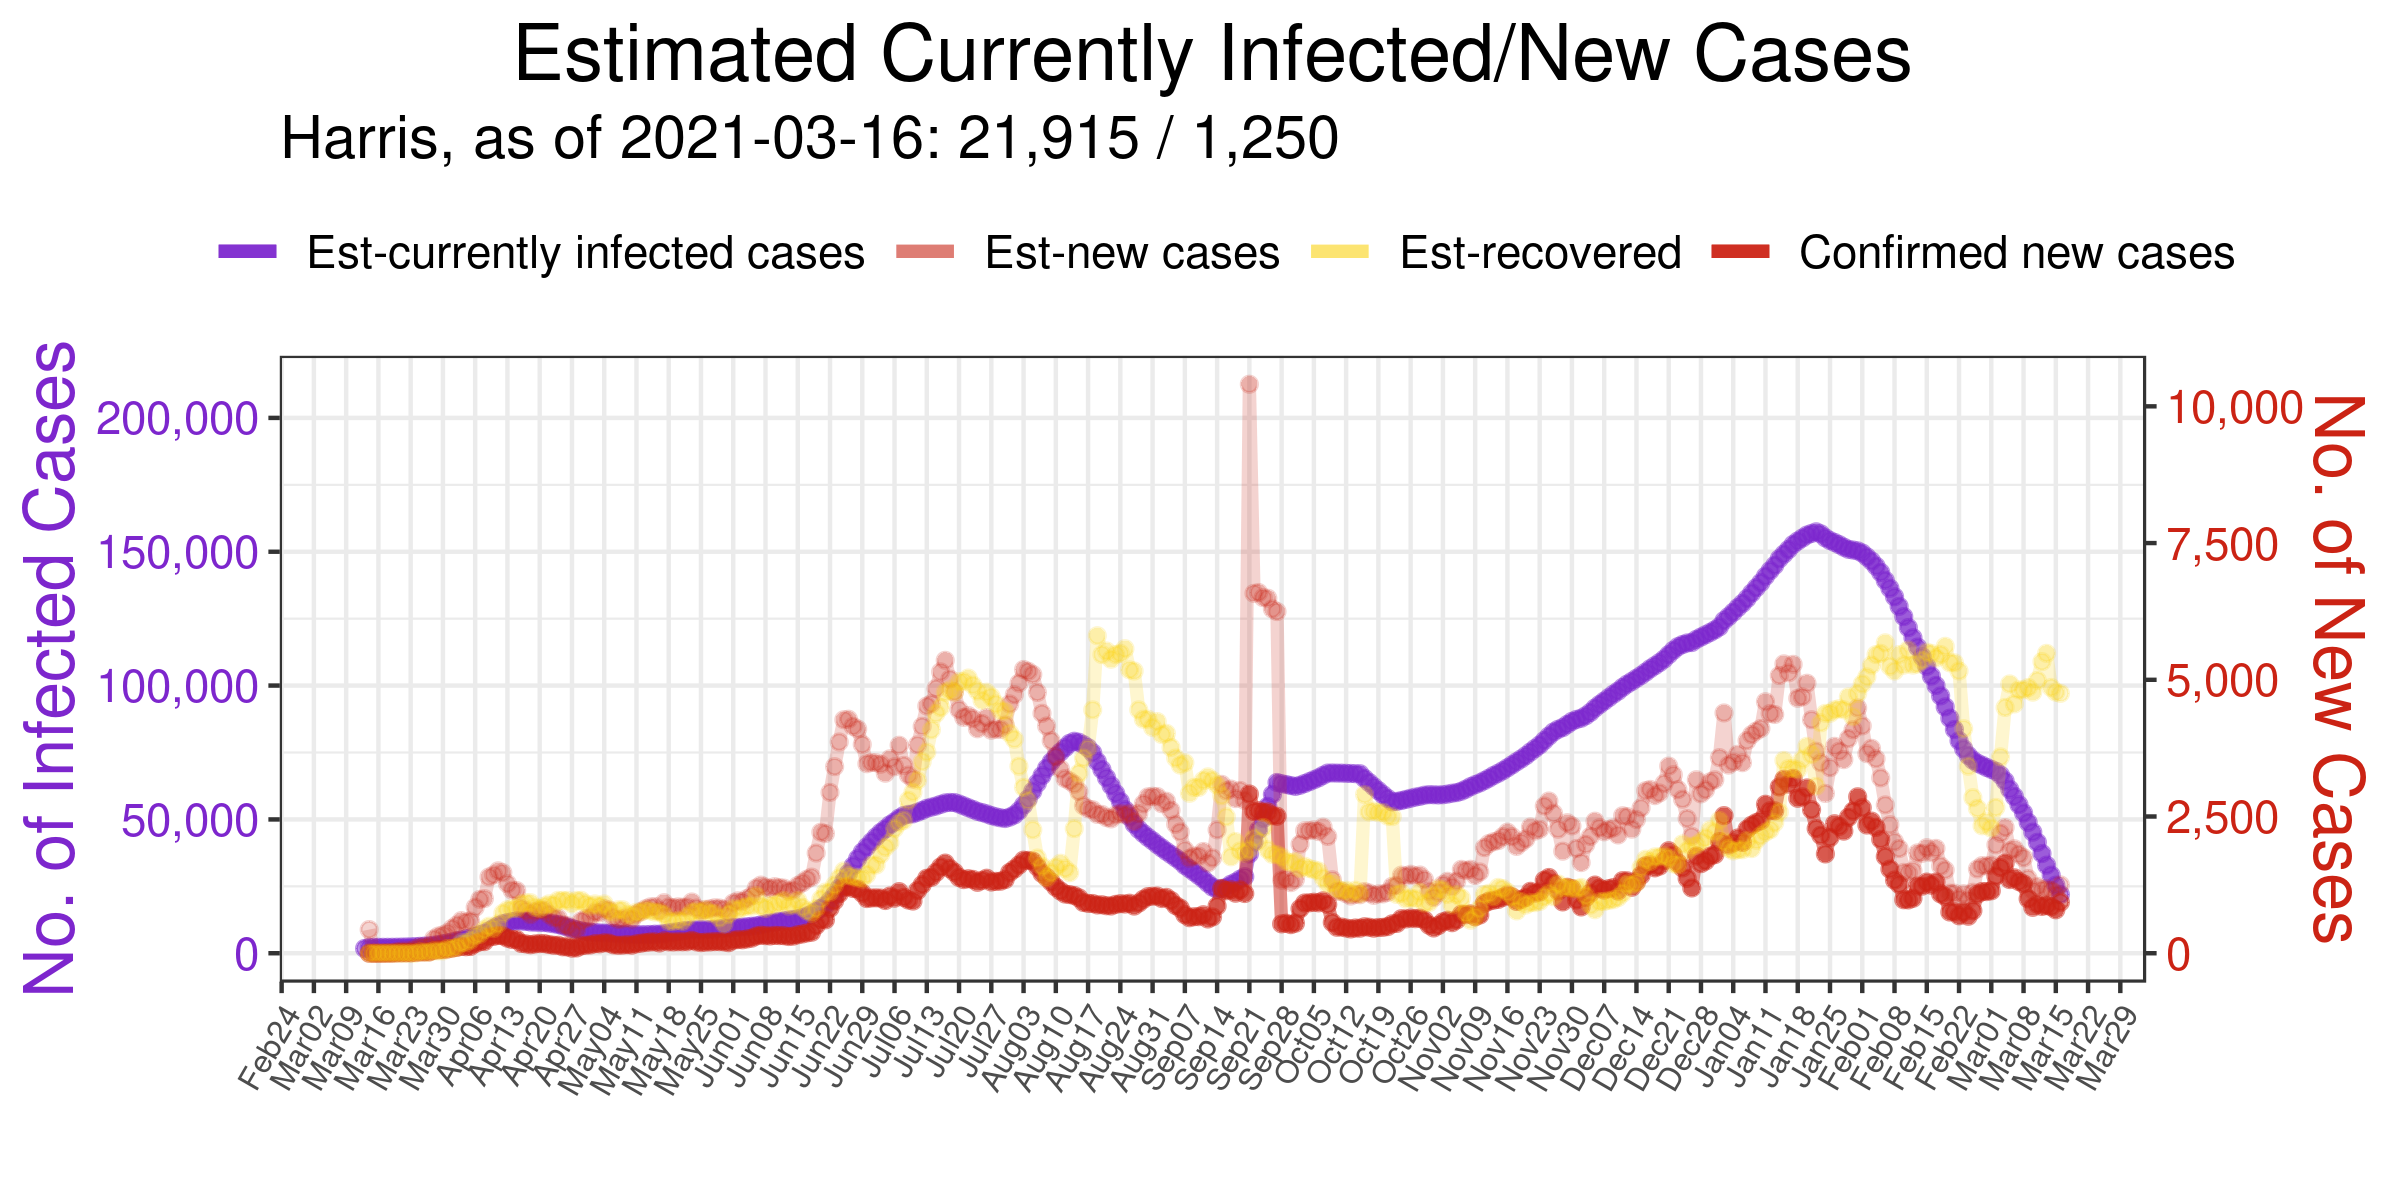 Estimated Currently Infected/New Cases
Harris, as of 2021-03-16: 21,915 / 1,250
Est-currently infected cases Est-new cases Est-recovered Confirmed new cases
No. of Infected Cases
200,000
150,000
100,000
50,000
0
10,000
7,500
5,000
2,500
0
No. of New Cases
Feb24 Mar02 Mar09 Mar16 Mar23 Mar30 Apr06 Apr13 Apr20 Apr27 May04 May11 May18 May25 Jun01 Jun08 Jun15 Jun22 Jun29 Jul06 Jul13 Jul20 Jul27 Aug03 Aug10 Aug17 Aug24 Aug31 Sep07 Sep14 Sep21 Sep28 Oct05 Oct12 Oct19 Oct26 Nov02 Nov09 Nov16 Nov23 Nov30 Dec07 Dec14 Dec21 Dec28 Jan04 Jan11 Jan18 Jan25 Feb01 Feb08 Feb15 Feb22 Mar01 Mar08 Mar15 Mar22 Mar29